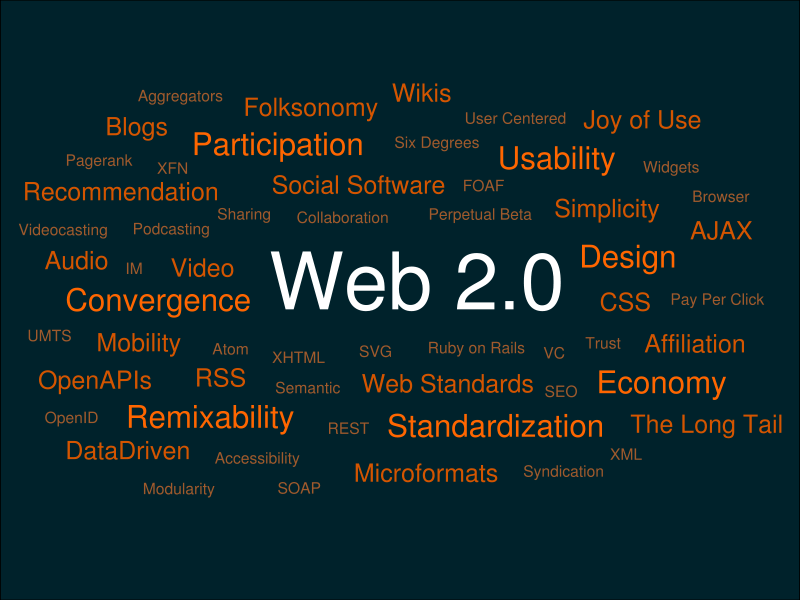 Aggregators
Wikis
Folksonomy
User Centered
Joy of Use
Blogs
Participation
Six Degrees
Usability
Pagerank
XFN
Widgets
Recommendation
Social Software
FOAF
Browser
Sharing
Collaboration
Perpetual Beta
Simplicity
Videocasting
Podcasting
AJAX
Audio
IM
Video
Web 2.0
Design
Convergence
CSS
Pay Per Click
UMTS
Mobility
Atom
XHTML
SVG
Ruby on Rails
VC
Trust
Affiliation
OpenAPIs
RSS
Semantic
Web Standards
SEO
Economy
OpenID
Remixability
REST
Standardization
The Long Tail
DataDriven
Accessibility
XML
Microformats
Syndication
Modularity
SOAP